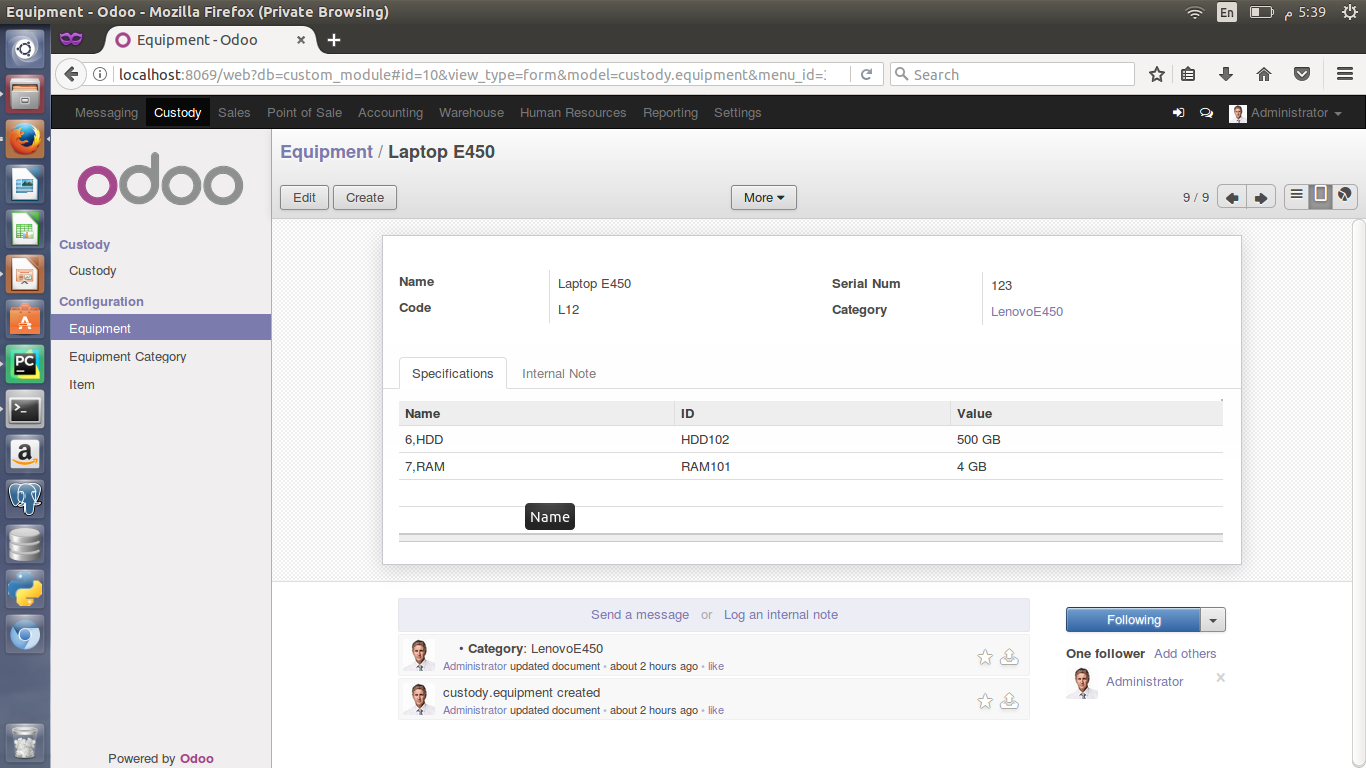 Equipment - Odoo - Mozilla Firefox (Private Browsing)
En
5:39 م
Equipment - Odoo
localhost:8069/web?db=custom_module#id=10&view_type=form&model=custody.equipment&menu_id=
Search
Messaging Custody Sales Point of Sale Accounting Warehouse Human Resources Reporting Settings Administrator
odoo
Equipment / Laptop E450
Edit Create More 9 / 9
Custody
Custody
Configuration
Equipment
Equipment Category
Item
Name Laptop E450 Serial Num 123
Code L12 Category LenovoE450
Specifications Internal Note
Name ID Value
6,HDD HDD102 500 GB
7,RAM RAM101 4 GB
Name
Send a message or Log an internal note
• Category: LenovoE450
Administrator updated document • about 2 hours ago • like
custody.equipment created
Administrator updated document • about 2 hours ago • like
Following
One follower Add others
Administrator x
Powered by Odoo